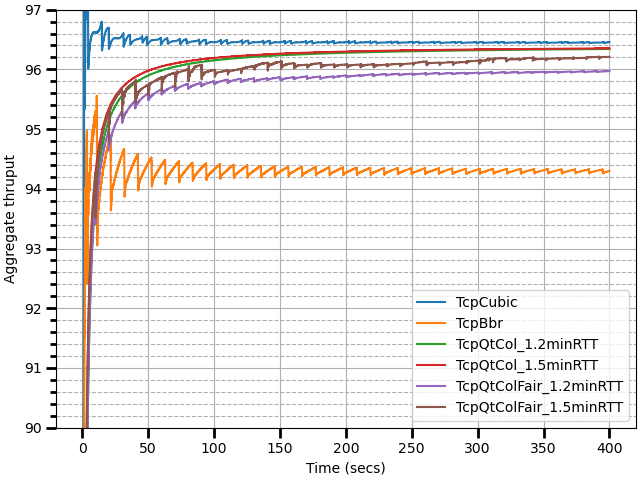 97
96
95
94
93
92
91
90
Aggregate thruput
0 50 100 150 200 250 300 350 400
Time (secs)
TcpCubic
TcpBbr
TcpQtCol_1.2minRTT
TcpQtCol_1.5minRTT
TcpQtColFair_1.2minRTT
TcpQtColFair_1.5minRTT